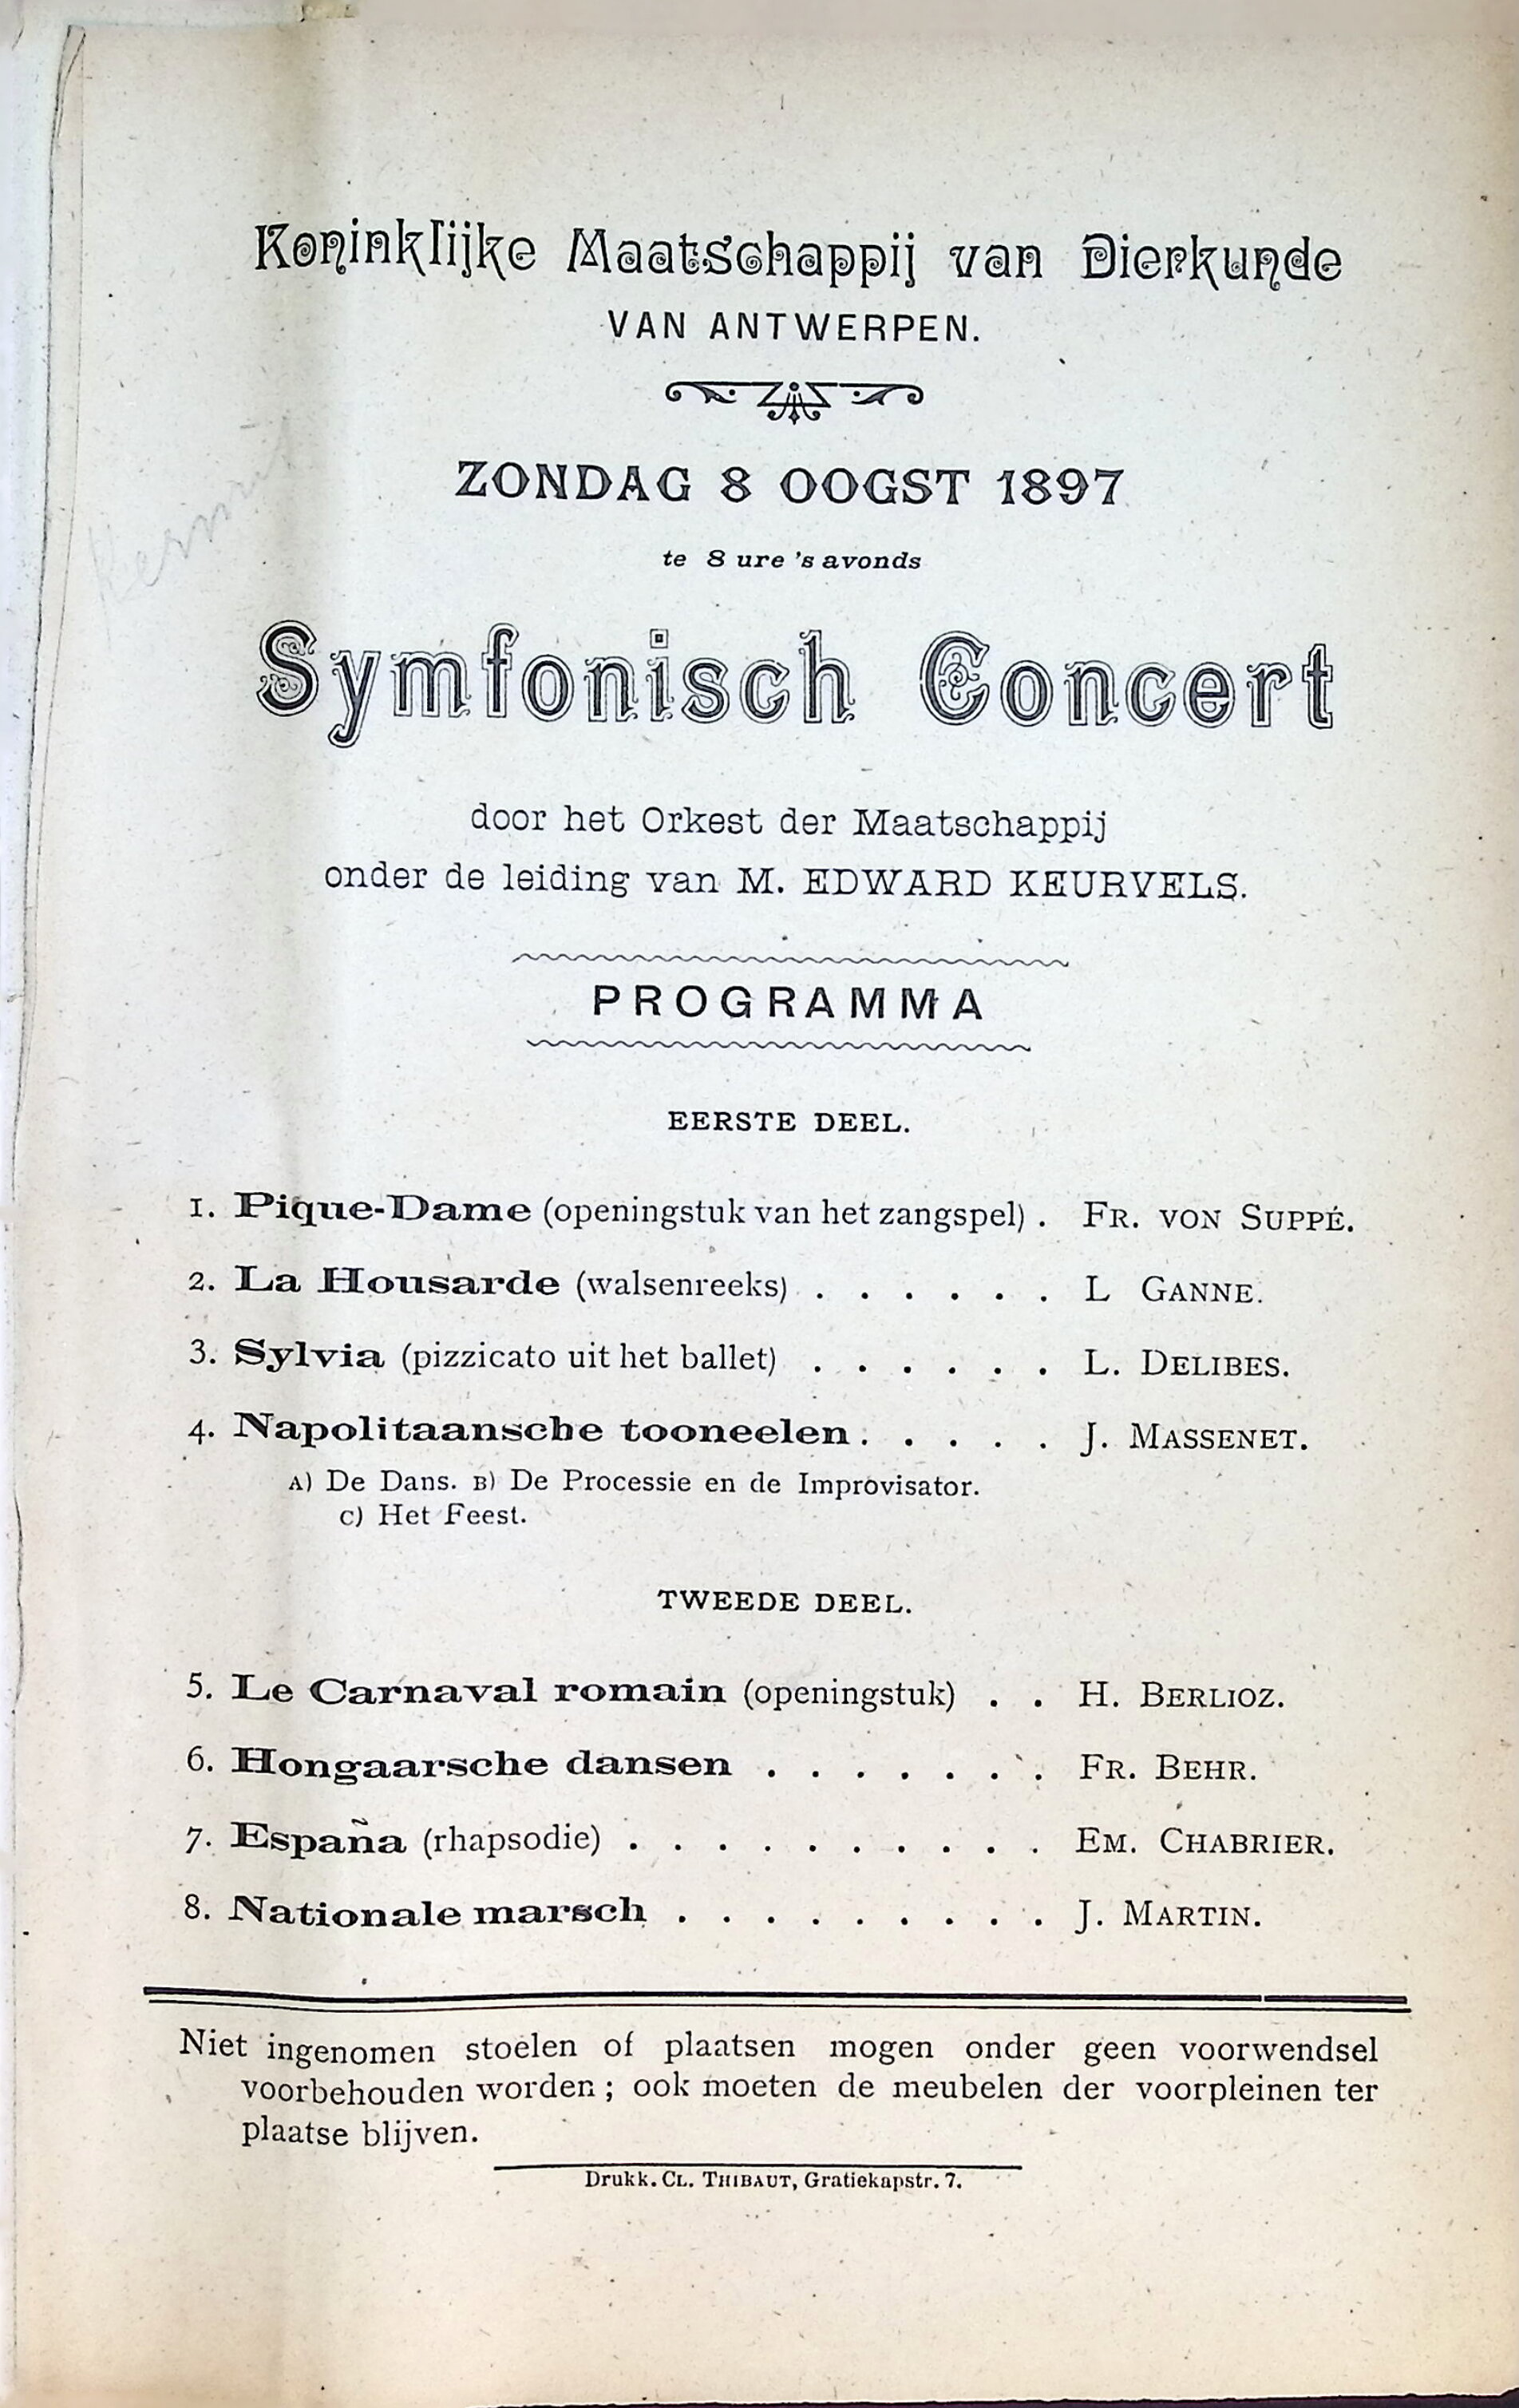 Koninklijke Maatschappij van Dierkunde
VAN ANTWERPEN.
ZONDAG 8 OOGST 1897
te 8 ure 's avonds
Symfonisch Concert
door het Orkest der Maatschappij
onder de leiding van M. EDWARD KEURVELS.
PROGRAMMA
EERSTE DEEL.
1. Pique-Dame (openingstuk van het zangspel) . FR. VON SUPPÉ.
2. La Housarde (walsenreeks) . . . . . . L GANNE.
3. Sylvia (pizzicato uit het ballet) . . . . . . L. DELIBES.
4. Napolitaansche tooneelen . . . . . J. MASSENET.
A) De Dans. B) De Processie en de Improvisator.
C) Het Feest.
TWEEDE DEEL.
5. Le Carnaval romain (openingstuk) . . H. BERLIOZ.
6. Hongaarsche dansen . . . . . . . FR. BEHR.
7. España (rhapsodie) . . . . . . . . . . EM. CHABRIER.
8. Nationale marsch . . . . . . . . . J. MARTIN.
Niet ingenomen stoelen of plaatsen mogen onder geen voorwendsel
voorbehouden worden ; ook moeten de meubelen der voorpleinen ter
plaatse blijven.
Drukk. CL. THIBAUT, Gratiekapstr. 7.